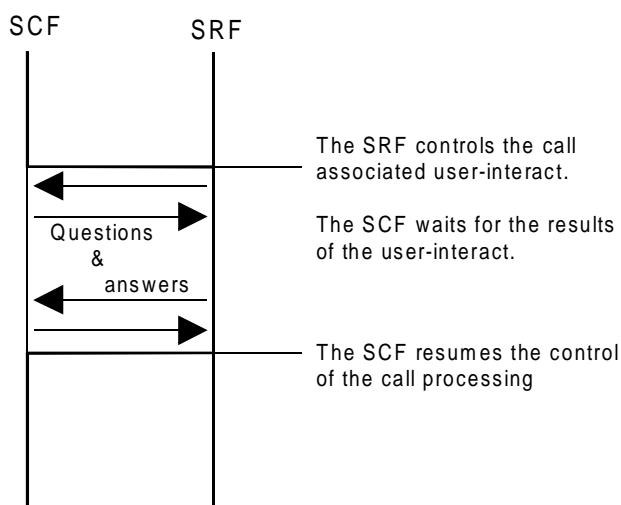 SCF
SRF
The SRF controls the call
associated user-interact.
The SCF waits for the results
of the user-interact.
Questions
&
answers
The SCF resumes the control
of the call processing